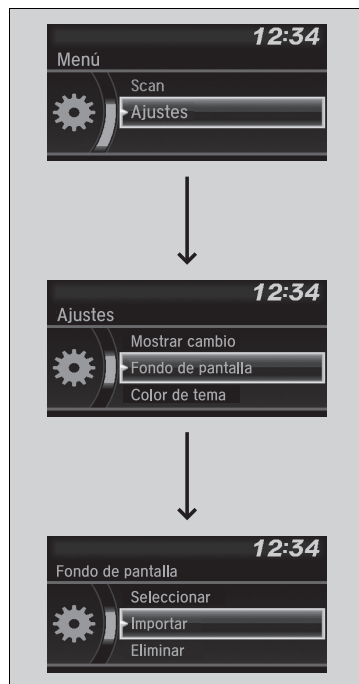 12:34
Menú
Scan
Ajustes
12:34
Ajustes
Mostrar cambio
Fondo de pantalla
Color de tema
12:34
Fondo de pantalla
Seleccionar
Importar
Eliminar